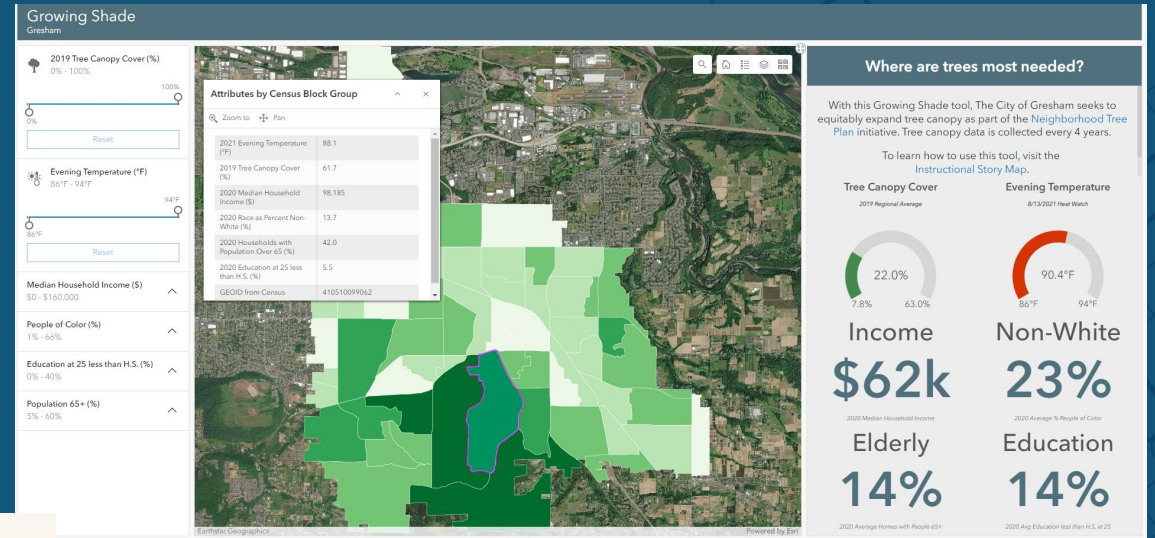 Growing Shade
Gresham
2019 Tree Canopy Cover (%)
0% - 100%
100%
0%
Reset
Evening Temperature (°F)
86°F - 94°F
94°F
86°F
Reset
Median Household Income ($)
$0 - $160,000
People of Color (%)
1% - 66%
Education at 25 less than H.S. (%)
0% - 40%
Population 65+ (%)
5% - 60%
Attributes by Census Block Group
Zoom to Pan
2021 Evening Temperature (°F) 88.1
2019 Tree Canopy Cover (%) 61.7
2020 Median Household Income ($) 98,185
2020 Race as Percent Non-White (%) 13.7
2020 Households with Population Over 65 (%) 42.0
2020 Education at 25 less than H.S. (%) 5.5
GEOID from Census 410510099062
Earthstar Geographics
Powered by Esri
Where are trees most needed?
With this Growing Shade tool, The City of Gresham seeks to
equitably expand tree canopy as part of the Neighborhood Tree
Plan initiative. Tree canopy data is collected every 4 years.
To learn how to use this tool, visit the
Instructional Story Map.
Tree Canopy Cover
2019 Regional Average
22.0%
7.8% 63.0%
Evening Temperature
8/13/2021 Heat Watch
90.4°F
86°F 94°F
Income
$62k
2020 Median Household Income
Non-White
23%
2020 Average % People of Color
Elderly
14%
2020 Average Homes with People 65+
Education
14%
2020 Avg Education less than H.S. at 25